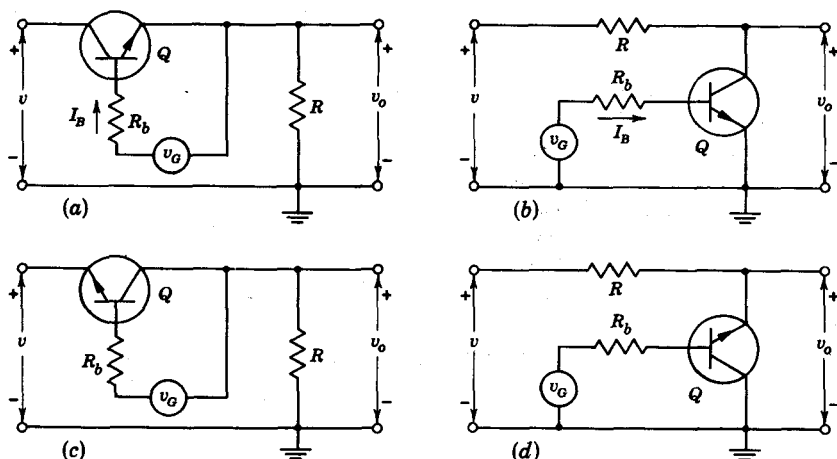 + Q + + R +
v I_B R_b R v_o v R_b v_o
v_G v_G I_B Q
- - - -
(a) (b)
+ Q + + R +
v R_b R v_o v R_b v_o
v_G v_G Q
- - - -
(c) (d)